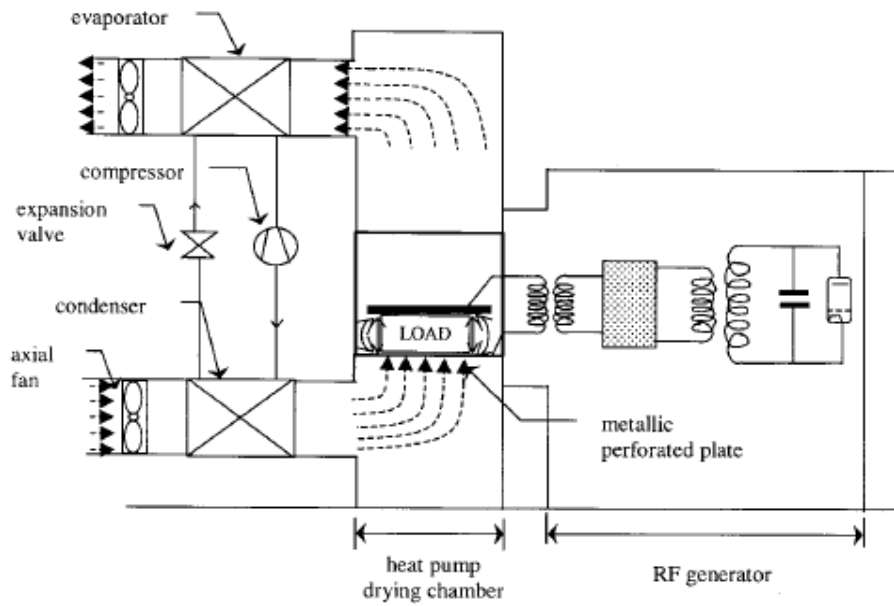 evaporator
compressor
expansion
valve
condenser
LOAD
axial
fan
metallic
perforated plate
heat pump
drying chamber
RF generator